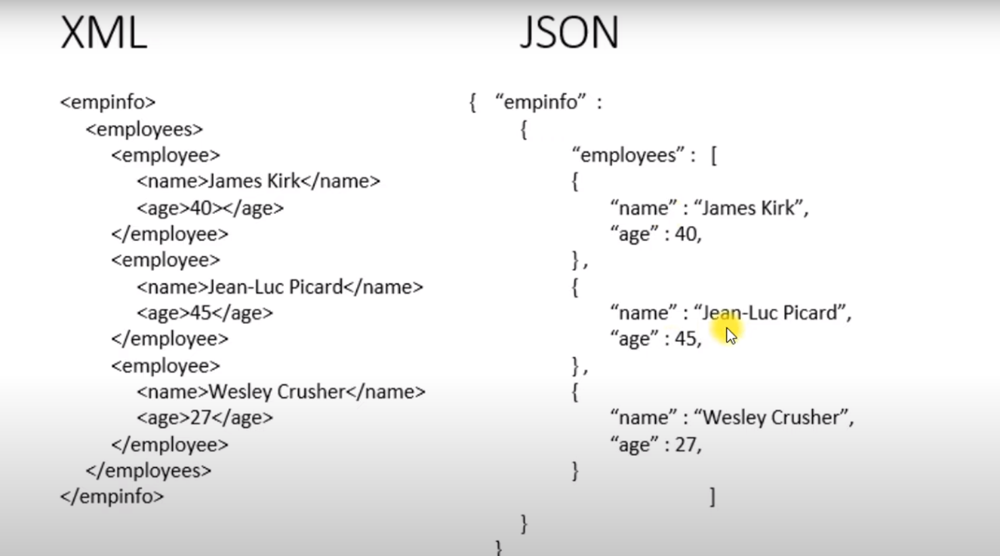 XML
<empinfo>
<employees>
<employee>
<name>James Kirk</name>
<age>40></age>
</employee>
<employee>
<name>Jean-Luc Picard</name>
<age>45</age>
</employee>
<employee>
<name>Wesley Crusher</name>
<age>27</age>
</employee>
</employees>
</empinfo>
JSON
{ “empinfo” :
{
“employees” : [
{
“name” : “James Kirk”,
“age” : 40,
},
{
“name” : “Jean-Luc Picard”,
“age” : 45,
},
{
“name” : “Wesley Crusher”,
“age” : 27,
}
]
}
}